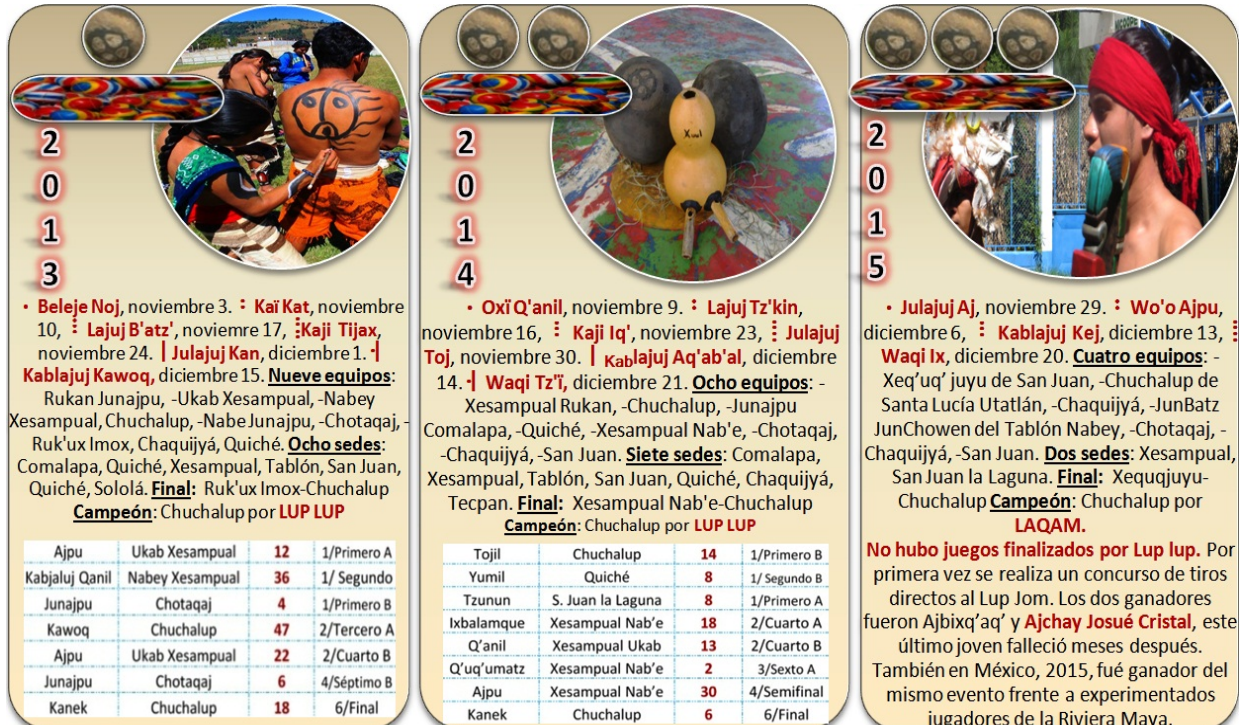 2
0
1
3
• Beleje Noj, noviembre 3. : Kaï Kat, noviembre
10, ⋮ Lajuj B'atz', noviemre 17, ⁞Kaji Tijax,
noviembre 24. | Julajuj Kan, diciembre 1. ·|
Kablajuj Kawoq, diciembre 15. Nueve equipos:
Rukan Junajpu, -Ukab Xesampual, -Nabey
Xesampual, Chuchalup, -Nabe Junajpu, -Chotaqaj, -
Ruk'ux Imox, Chaquijyá, Quiché. Ocho sedes:
Comalapa, Quiché, Xesampual, Tablón, San Juan,
Quiché, Sololá. Final: Ruk'ux Imox-Chuchalup
Campeón: Chuchalup por LUP LUP
Ajpu Ukab Xesampual 12 1/Primero A
Kabjaluj Qanil Nabey Xesampual 36 1/ Segundo
Junajpu Chotaqaj 4 1/Primero B
Kawoq Chuchalup 47 2/Tercero A
Ajpu Ukab Xesampual 22 2/Cuarto B
Junajpu Chotaqaj 6 4/Séptimo B
Kanek Chuchalup 18 6/Final
Xwl
2
0
1
4
• Oxï Q'anil, noviembre 9. : Lajuj Tz'kin,
noviembre 16, ⋮ Kaji Iq', noviembre 23, ⁞ Julajuj
Toj, noviembre 30. | Kablajuj Aq'ab'al, diciembre
14. ·| Waqi Tz'ï, diciembre 21. Ocho equipos: -
Xesampual Rukan, -Chuchalup, -Junajpu
Comalapa, -Quiché, -Xesampual Nab'e, -Chotaqaj,
-Chaquijyá, -San Juan. Siete sedes: Comalapa,
Xesampual, Tablón, San Juan, Quiché, Chaquijyá,
Tecpan. Final: Xesampual Nab'e-Chuchalup
Campeón: Chuchalup por LUP LUP
Tojil Chuchalup 14 1/Primero B
Yumil Quiché 8 1/ Segundo B
Tzunun S. Juan la Laguna 8 1/Primero A
Ixbalamque Xesampual Nab'e 18 2/Cuarto A
Q'anil Xesampual Ukab 13 2/Cuarto B
Q'uq'umatz Xesampual Nab'e 2 3/Sexto A
Ajpu Xesampual Nab'e 30 4/Semifinal
Kanek Chuchalup 6 6/Final
2
0
1
5
• Julajuj Aj, noviembre 29. : Wo'o Ajpu,
diciembre 6, ⋮ Kablajuj Kej, diciembre 13, ⁞
Waqi Ix, diciembre 20. Cuatro equipos: -
Xeq'uq' juyu de San Juan, -Chuchalup de
Santa Lucía Utatlán, -Chaquijyá, -JunBatz
JunChowen del Tablón Nabey, -Chotaqaj, -
Chaquijyá, -San Juan. Dos sedes: Xesampual,
San Juan la Laguna. Final: Xequqjuyu-
Chuchalup Campeón: Chuchalup por
LAQAM.
No hubo juegos finalizados por Lup lup. Por
primera vez se realiza un concurso de tiros
directos al Lup Jom. Los dos ganadores
fueron Ajbixq'aq' y Ajchay Josué Cristal, este
último joven falleció meses después.
También en México, 2015, fué ganador del
mismo evento frente a experimentados
jugadores de la Riviera Maya.